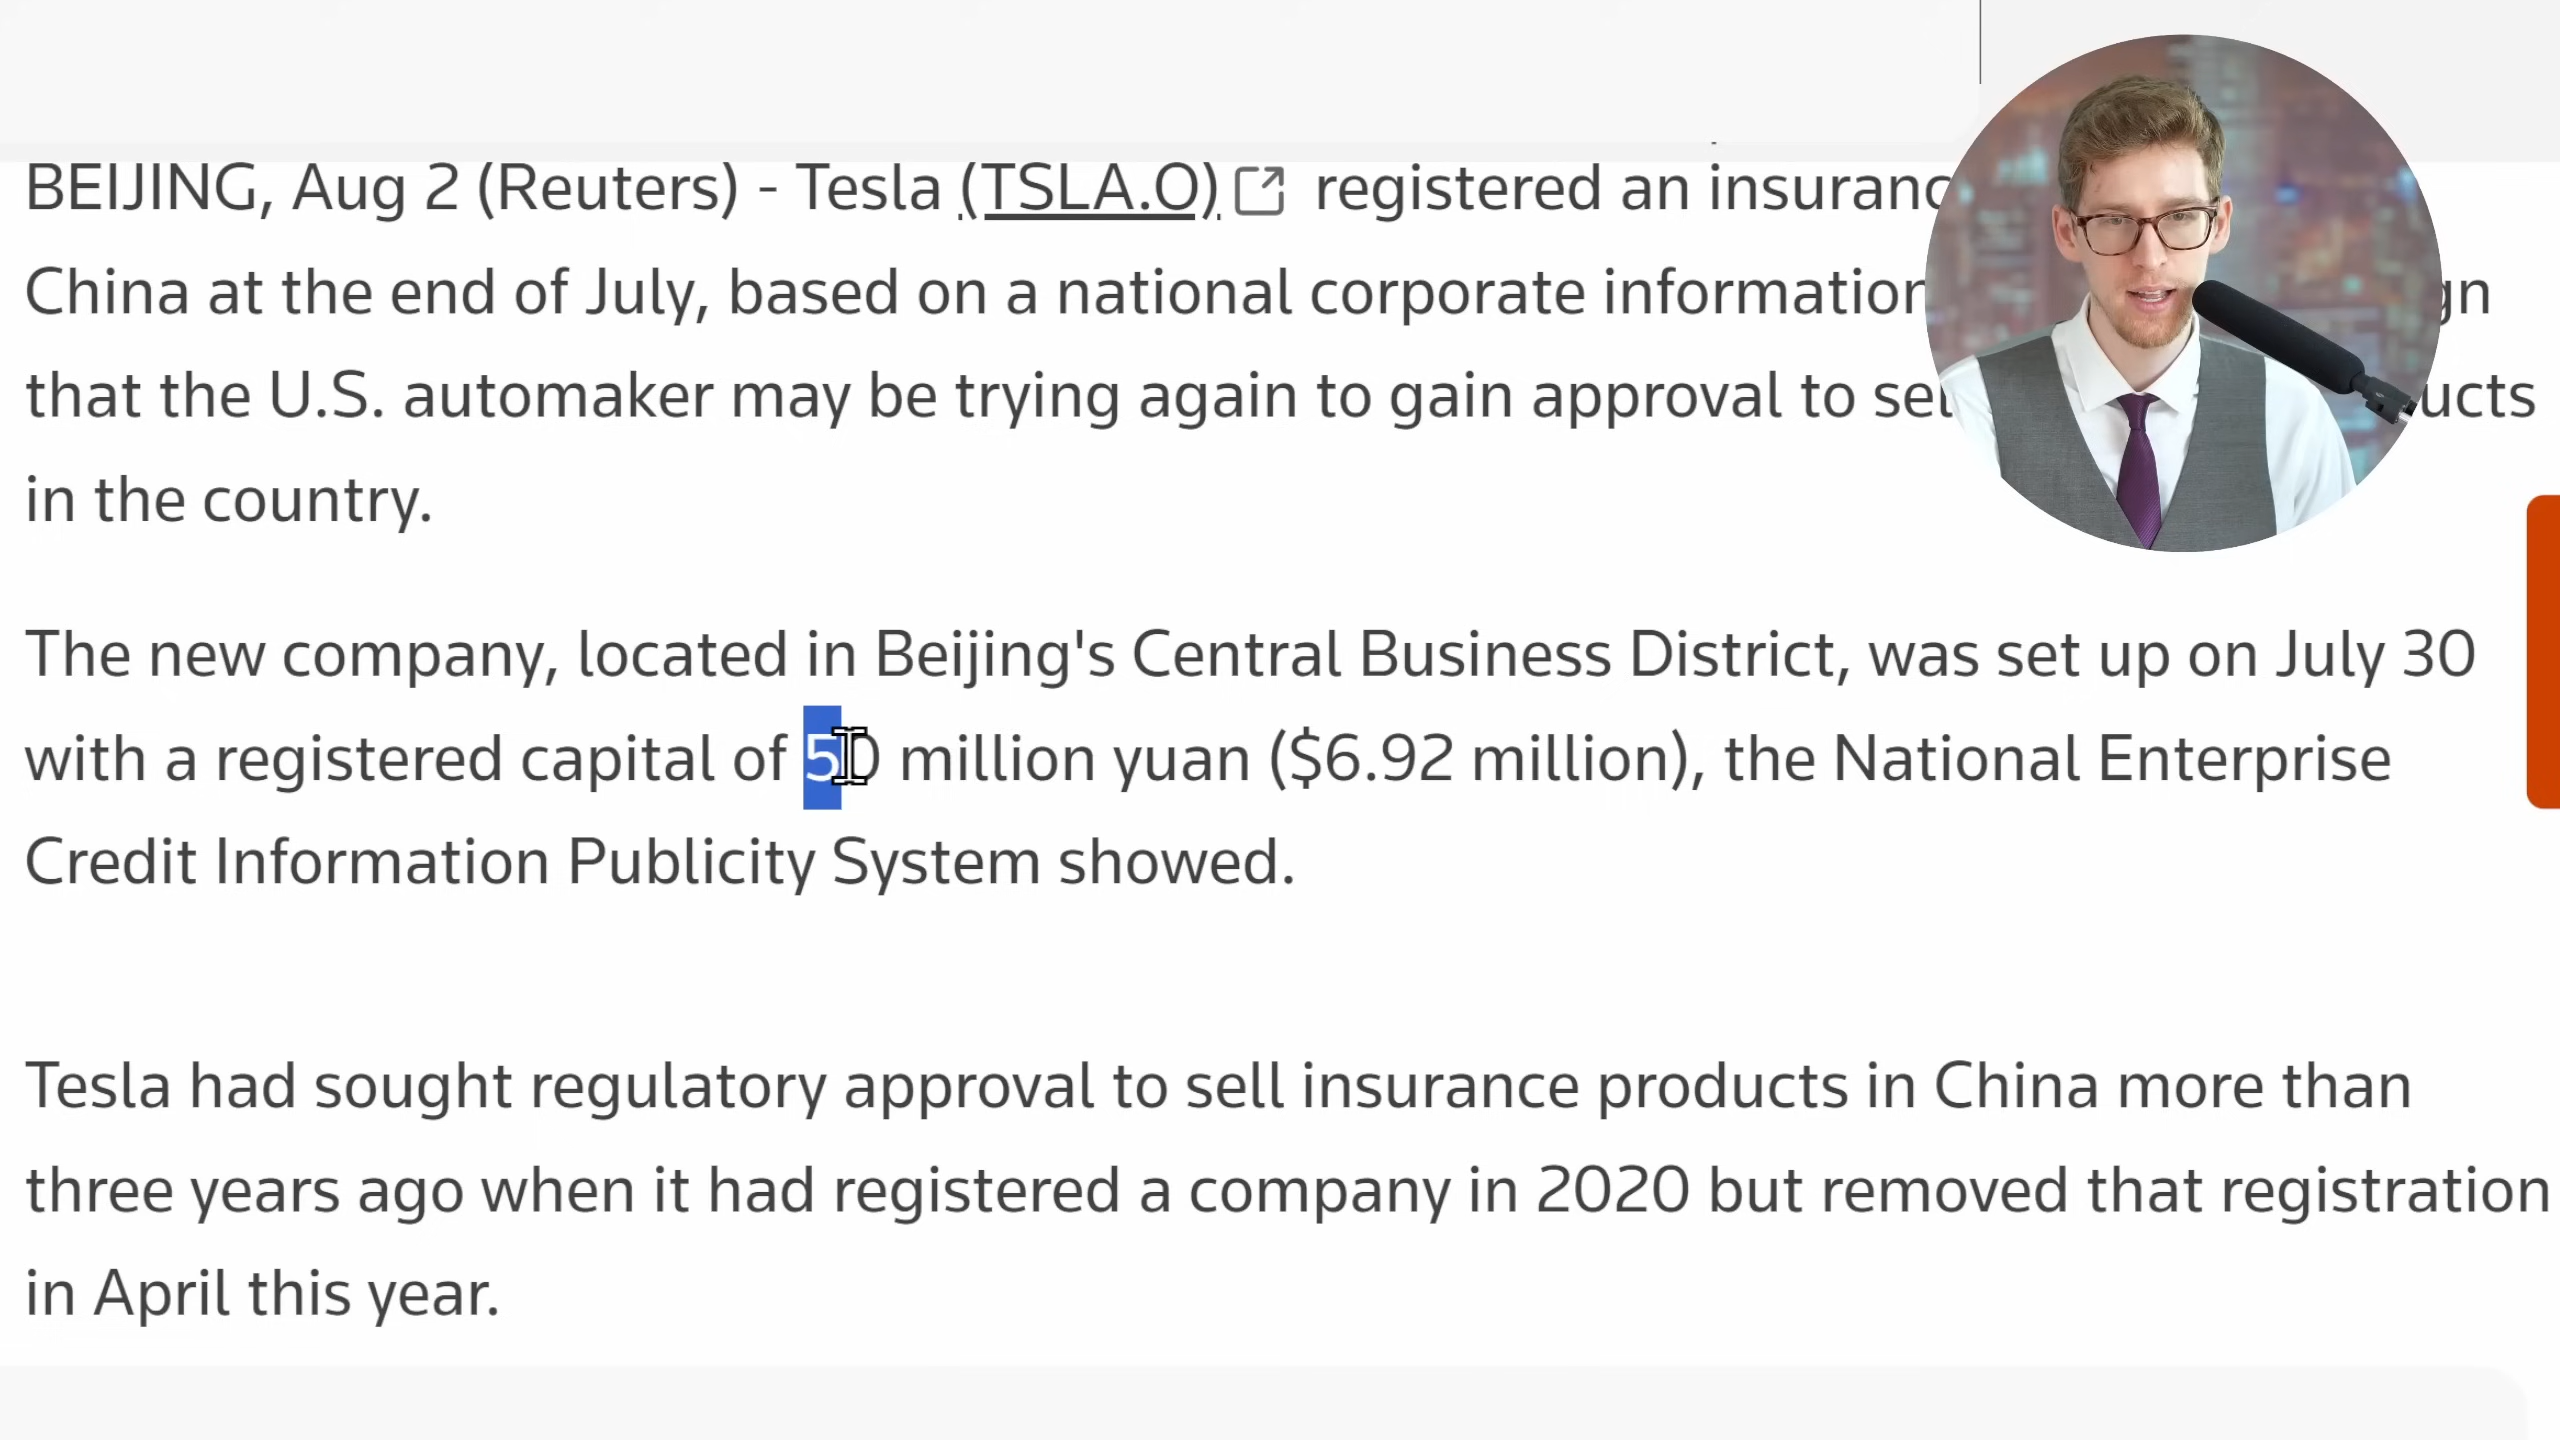 BEIJING, Aug 2 (Reuters) - Tesla (TSLA.O) registered an
China at the end of July, based on a national corporate
that the U.S. automaker may be trying again to gain approval to
in the country.
The new company, located in Beijing's Central Business District, was set up on July 30
with a registered capital of 50 million yuan ($6.92 million), the National Enterprise
Credit Information Publicity System showed.
Tesla had sought regulatory approval to sell insurance products in China more than
three years ago when it had registered a company in 2020 but removed that registration
in April this year.